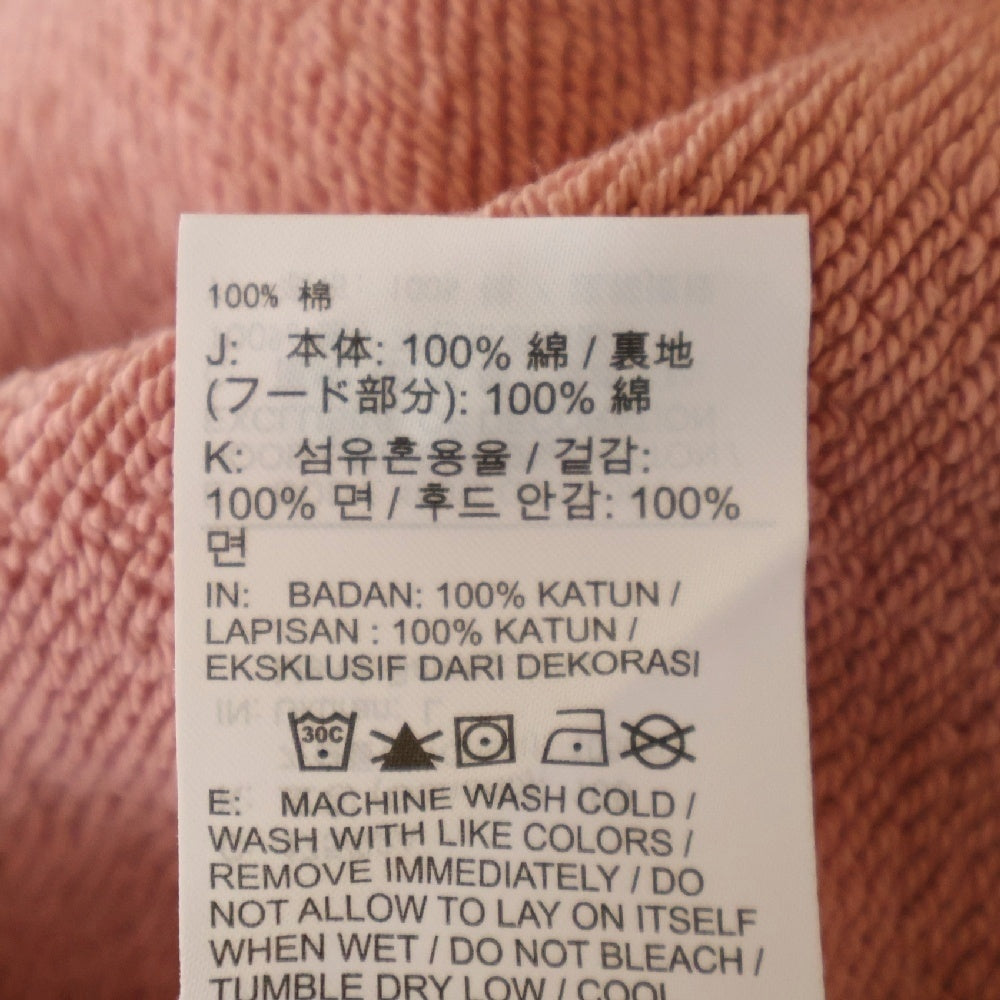 100% 棉
J: 本体: 100% 綿 / 裏地
(フード部分): 100% 綿
K: 섬유혼용율 / 겉감:
100% 면 / 후드 안감: 100%
면
IN: BADAN: 100% KATUN /
LAPISAN : 100% KATUN /
EKSKLUSIF DARI DEKORASI
30C
E: MACHINE WASH COLD /
WASH WITH LIKE COLORS /
REMOVE IMMEDIATELY / DO
NOT ALLOW TO LAY ON ITSELF
WHEN WET / DO NOT BLEACH /
TUMBLE DRY LOW / COOL